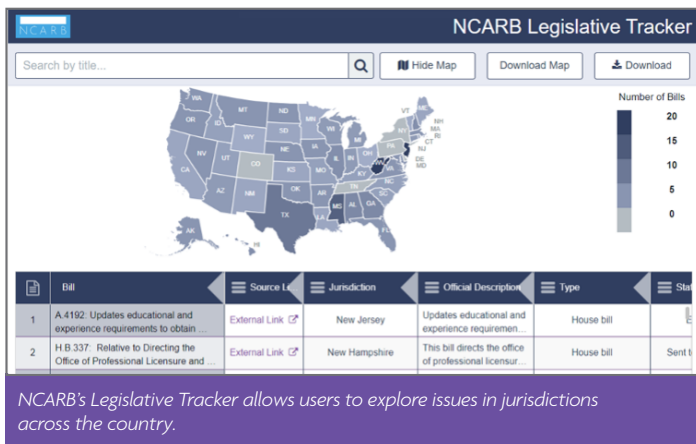 NCARB
NCARB Legislative Tracker
Search by title...
Hide Map
Download Map
Download
Number of Bills
20
15
10
5
0
WA
OR
CA
NV
ID
MT
WY
UT
AZ
CO
NM
ND
SD
NE
KS
OK
TX
MN
IA
MO
AR
LA
WI
IL
MS
MI
IN
KY
TN
AL
OH
GA
FL
SC
NC
VA
PA
NY
ME
VT
NH
MA
RI
CT
NJ
DE
MD
AK
HI
Bill
Source L
Jurisdiction
Official Description
Type
Stat
1
A.4192: Updates educational and
experience requirements to obtain ...
External Link
New Jersey
Updates educational and
experience requiremen...
House bill
2
H.B.337: Relative to Directing the
Office of Professional Licensure and ...
External Link
New Hampshire
This bill directs the office
of professional licensur...
House bill
Sent t
NCARB's Legislative Tracker allows users to explore issues in jurisdictions
across the country.